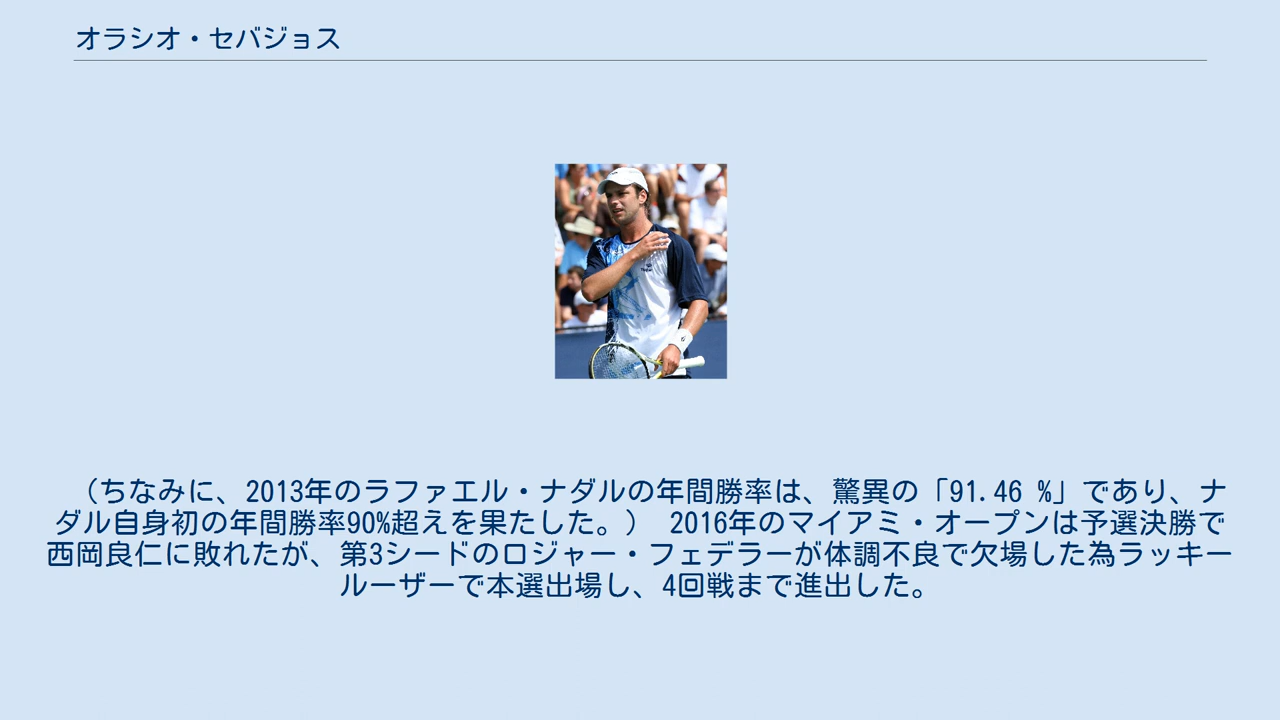 オラシオ・セバジョス
（ちなみに、2013年のラファエル・ナダルの年間勝率は、驚異の「91.46 %」であり、ナ
ダル自身初の年間勝率90%超えを果たした。） 2016年のマイアミ・オープンは予選決勝で
西岡良仁に敗れたが、第3シードのロジャー・フェデラーが体調不良で欠場した為ラッキー
ルーザーで本選出場し、4回戦まで進出した。